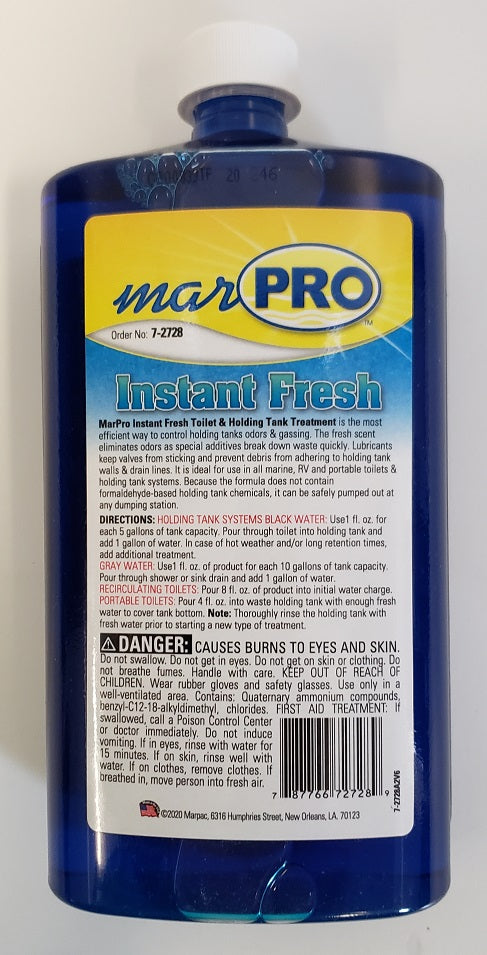 20 246
mar PRO
TM
Order No: 7-2728
Instant Fresh
MarPro Instant Fresh Toilet & Holding Tank Treatment is the most
efficient way to control holding tanks odors & gassing. The fresh scent
eliminates odors as special additives break down waste quickly. Lubricants
keep valves from sticking and prevent debris from adhering to holding tank
walls & drain lines. It is ideal for use in all marine, RV and portable toilets &
holding tank systems. Because the formula does not contain
formaldehyde-based holding tank chemicals, it can be safely pumped out at
any dumping station.
DIRECTIONS: HOLDING TANK SYSTEMS BLACK WATER: Use1 fl. oz. for
each 5 gallons of tank capacity. Pour through toilet into holding tank and
add 1 gallon of water. In case of hot weather and/or long retention times,
add additional treatment.
GRAY WATER: Use1 fl. oz. of product for each 10 gallons of tank capacity.
Pour through shower or sink drain and add 1 gallon of water.
RECIRCULATING TOILETS: Pour 8 fl. oz. of product into initial water charge.
PORTABLE TOILETS: Pour 4 fl. oz. into waste holding tank with enough fresh
water to cover tank bottom. Note: Thoroughly rinse the holding tank with
fresh water prior to starting a new type of treatment.
DANGER: CAUSES BURNS TO EYES AND SKIN.
Do not swallow. Do not get in eyes. Do not get on skin or clothing. Do
not breathe fumes. Handle with care. KEEP OUT OF REACH OF
CHILDREN. Wear rubber gloves and safety glasses. Use only in a
well-ventilated area. Contains: Quaternary ammonium compounds,
benzyl-C12-18-alkyldimethyl, chlorides. FIRST AID TREATMENT: If
swallowed, call a Poison Control Center
or doctor immediately. Do not induce
vomiting. If in eyes, rinse with water for
15 minutes. If on skin, rinse well with
water. If on clothes, remove clothes. If
breathed in, move person into fresh air.
7 87766 72728 9
7-2728A2V6
©2020 Marpac, 6316 Humphries Street, New Orleans, LA. 70123